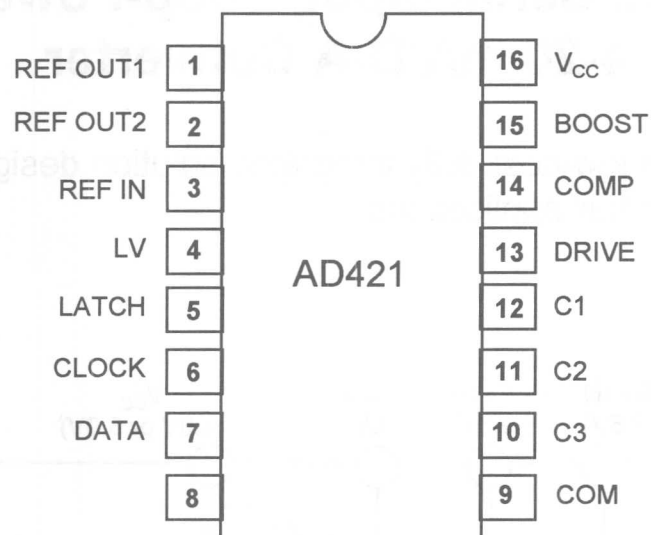 REF OUT1 1
REF OUT2 2
REF IN 3
LV 4
LATCH 5
CLOCK 6
DATA 7
8
AD421
16 VCC
15 BOOST
14 COMP
13 DRIVE
12 C1
11 C2
10 C3
9 COM